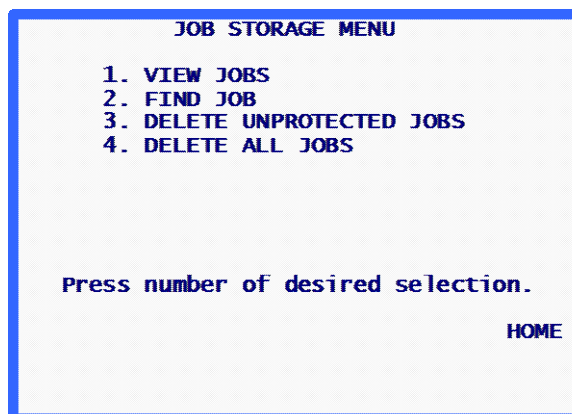 JOB STORAGE MENU
1. VIEW JOBS
2. FIND JOB
3. DELETE UNPROTECTED JOBS
4. DELETE ALL JOBS
Press number of desired selection.
HOME